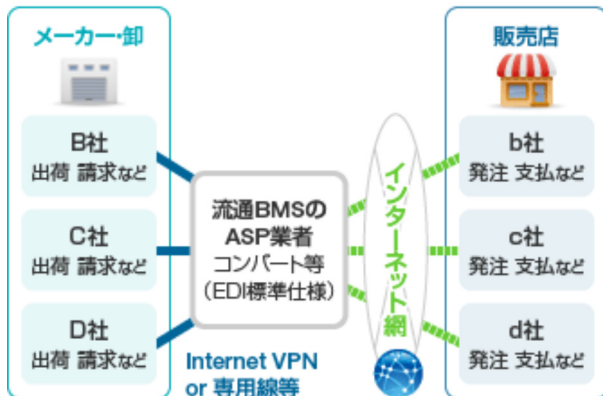 メーカー・卸
B社
出荷 請求など
C社
出荷 請求など
D社
出荷 請求など
流通BMSの
ASP業者
コンバート等
（EDI標準仕様）
Internet VPN
or 専用線等
インターネット網
販売店
b社
発注 支払など
c社
発注 支払など
d社
発注 支払など